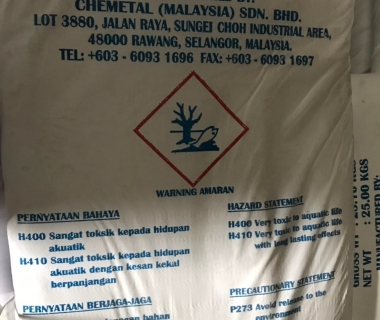 CHEMETAL (MALAYSIA) SDN. BHD.
LOT 3880, JALAN RAYA, SUNGEI CHOH INDUSTRIAL AREA,
48000 RAWANG, SELANGOR, MALAYSIA.
TEL: +603 - 6093 1696 FAX: +603 - 6093 1697
WARNING AMARAN
PERNYATAAN BAHAYA
H400 Sangat toksik kepada hidupan
akuatik
H410 Sangat toksik kepada hidupan
akuatik dengan kesan kekal
berpanjangan
PERNYATAAN BERJAGA-JAGA
bahan
HAZARD STATEMENT
H400 Very toxic to aquatic life
H410 Very toxic to aquatic life
with long lasting effects
PRECAUTIONARY STATEMENT
P273 Avoid release to the
environment
GROSS WT : KGS
NET WT : 25.00 KGS